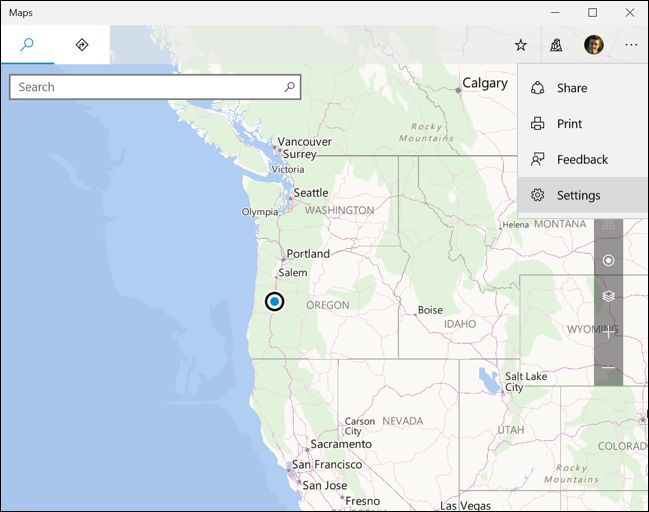 Maps
Search
Share
Print
Feedback
Settings
Calgary
Rocky
Mountains
Vancouver
Surrey
Victoria
Seattle
Olympia
WASHINGTON
Helena
MONTANA
Portland
Salem
OREGON
Boise
IDAHO
WYOMING
Salt Lake
City
Carson
City
NEVADA
UTAH
COLORADO
Sacramento
San Francisco
San Jose
Rocky
Mountains
Fresno
Las Vegas